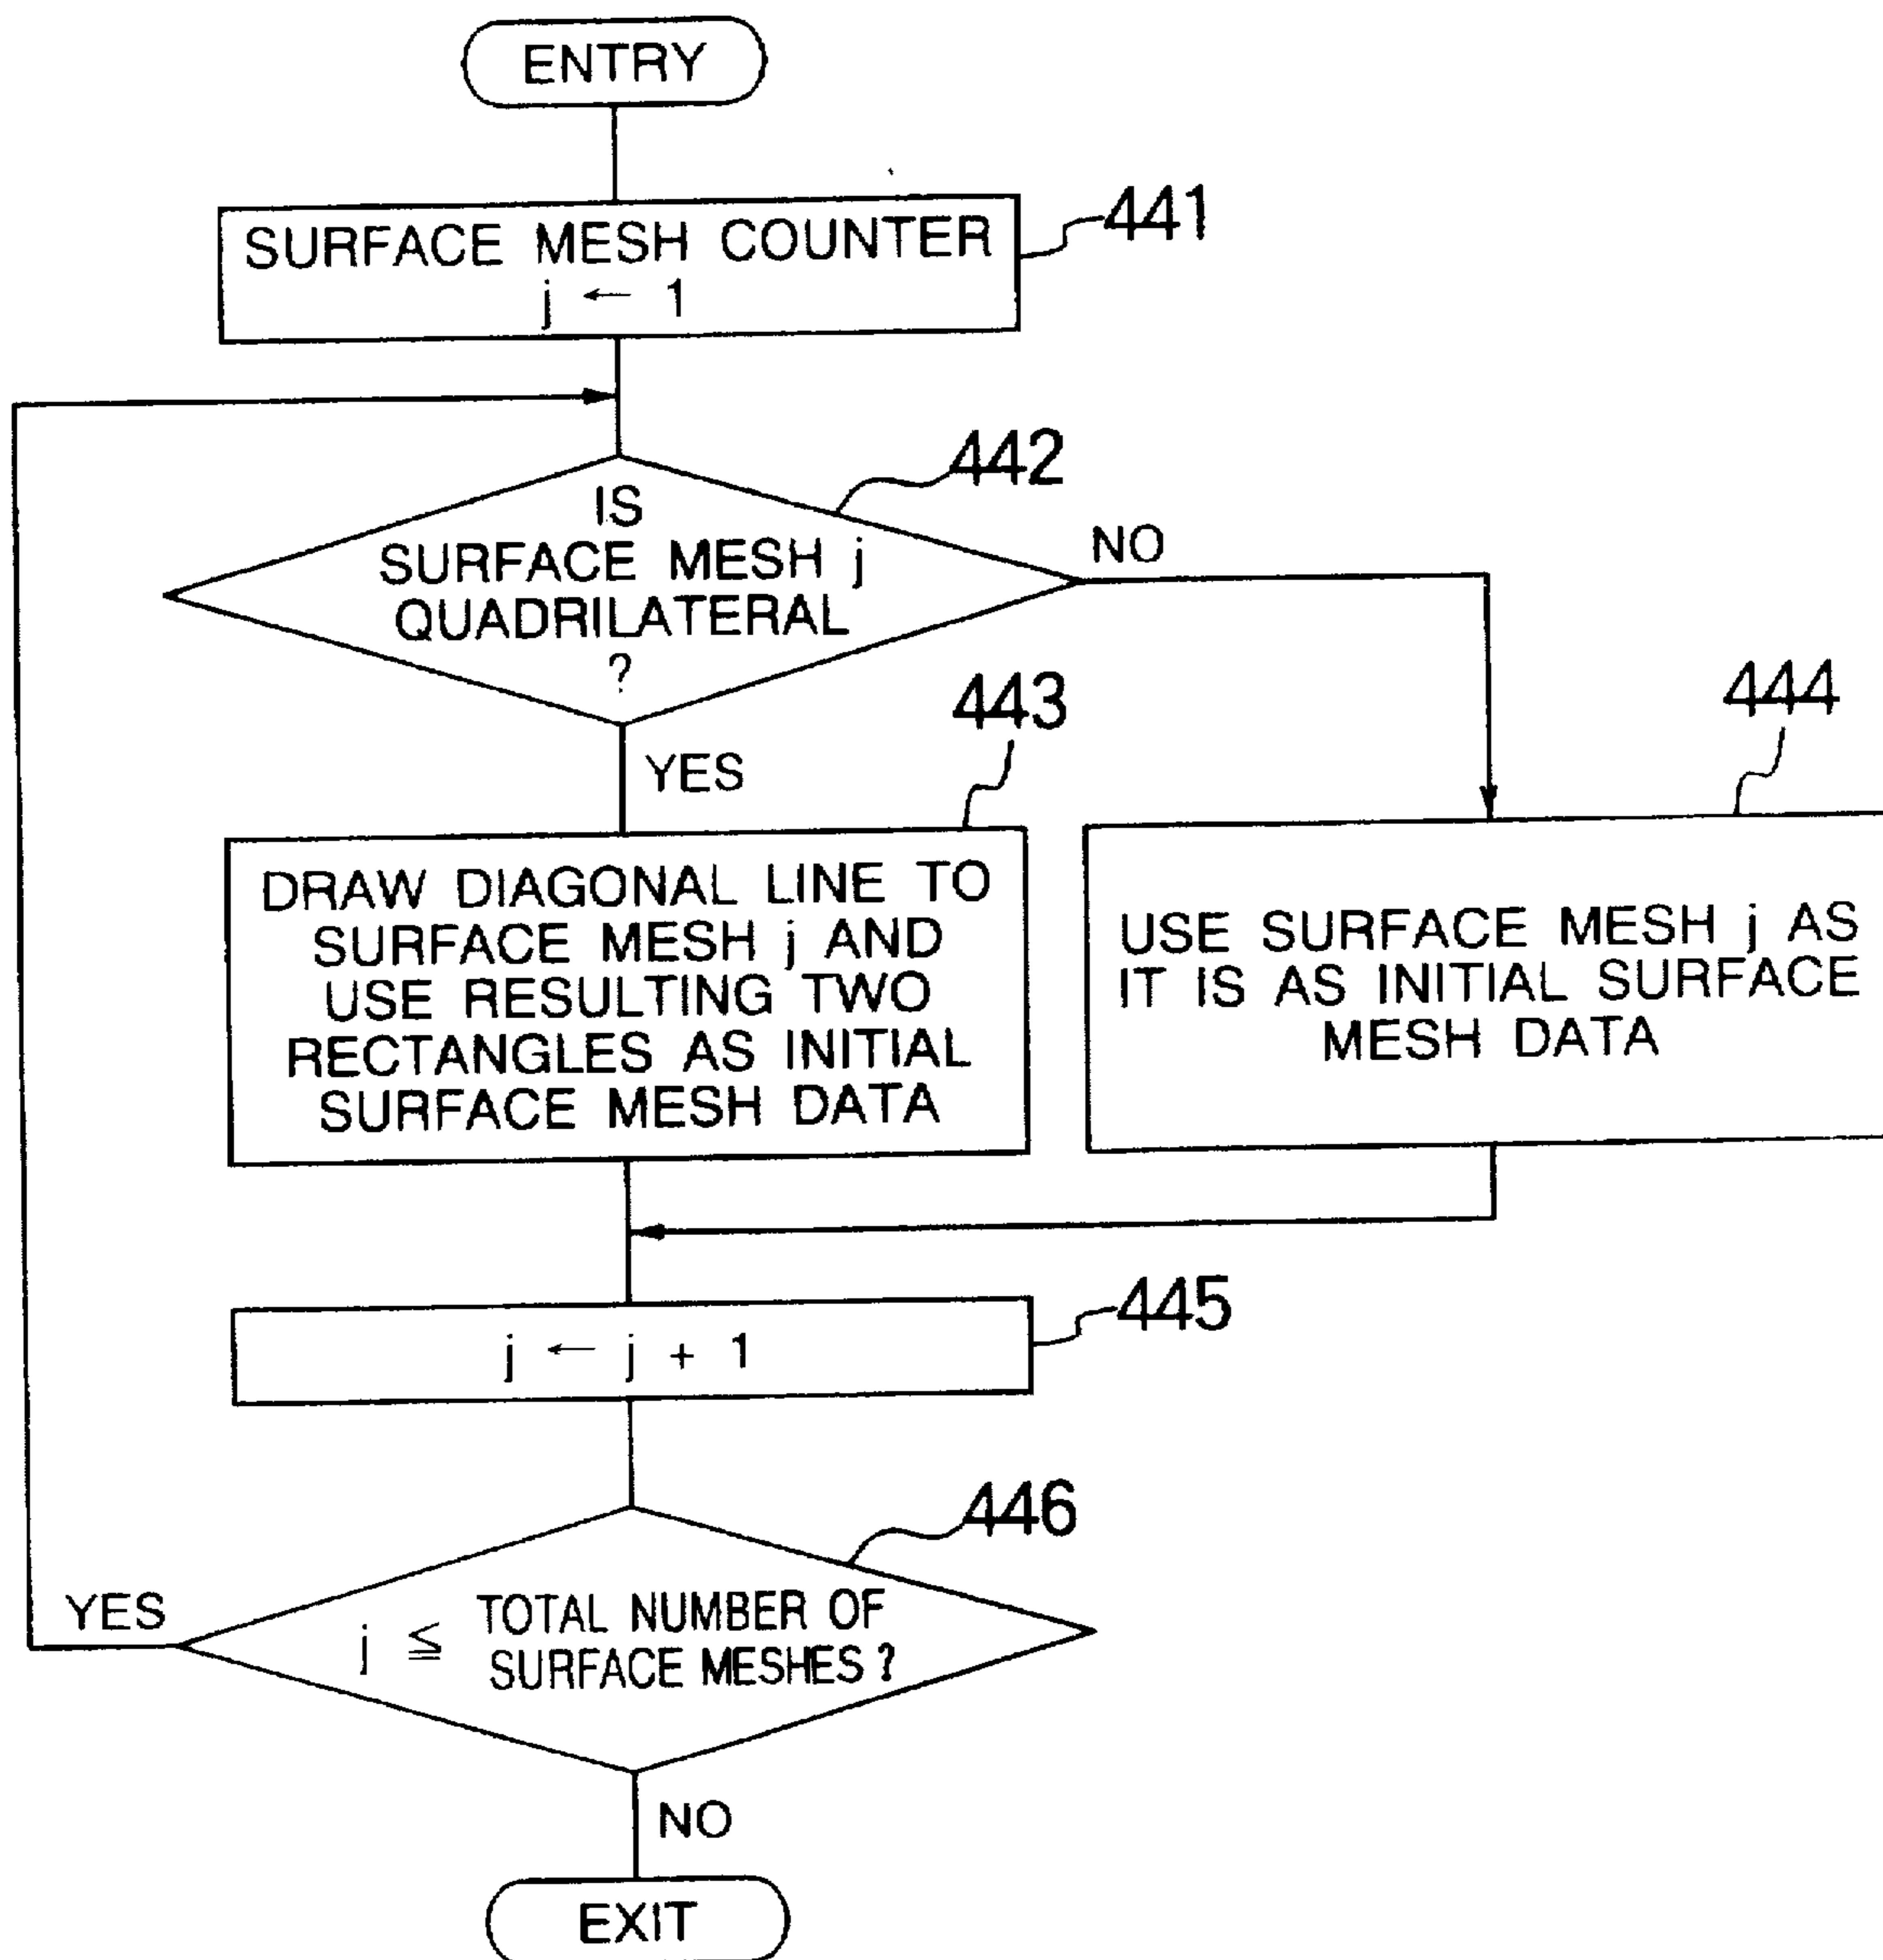 ENTRY
SURFACE MESH COUNTER
j ← 1
441
442
IS
SURFACE MESH j
QUADRILATERAL
?
NO
YES
443
444
DRAW DIAGONAL LINE TO
SURFACE MESH j AND
USE RESULTING TWO
RECTANGLES AS INITIAL
SURFACE MESH DATA
USE SURFACE MESH j AS
IT IS AS INITIAL SURFACE
MESH DATA
445
j ← j + 1
446
YES
j ≦ TOTAL NUMBER OF
SURFACE MESHES ?
NO
EXIT